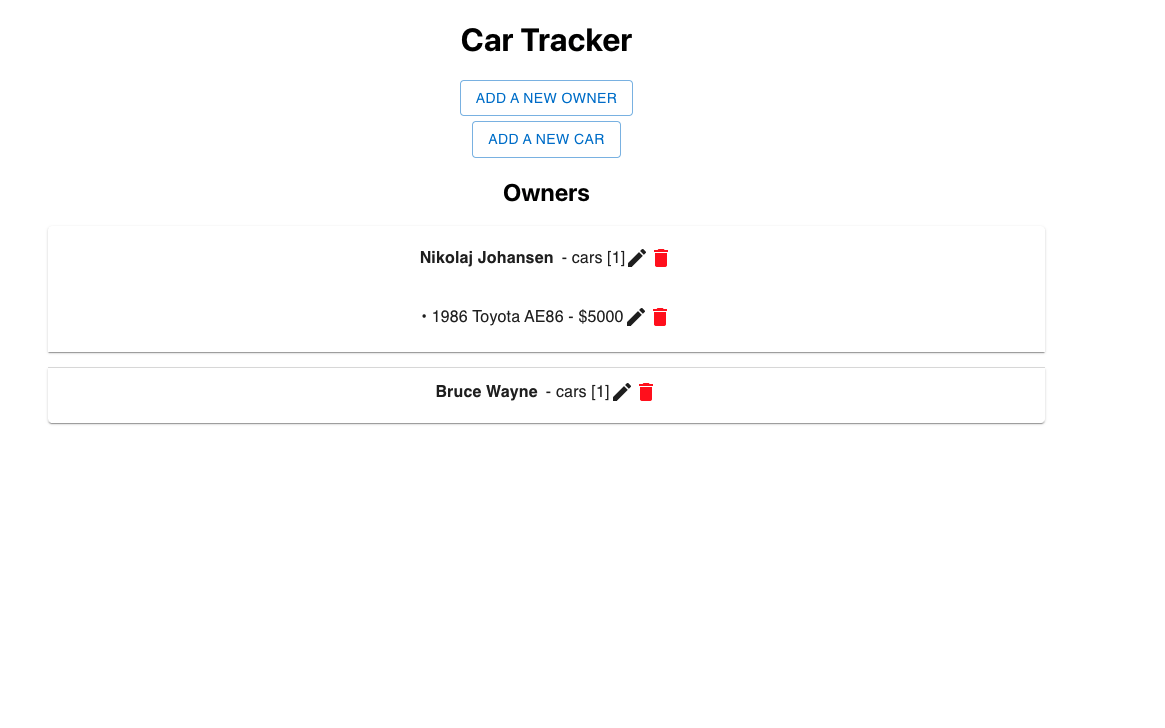 Car Tracker
ADD A NEW OWNER
ADD A NEW CAR
Owners
Nikolaj Johansen - cars [1]
• 1986 Toyota AE86 - $5000
Bruce Wayne - cars [1]